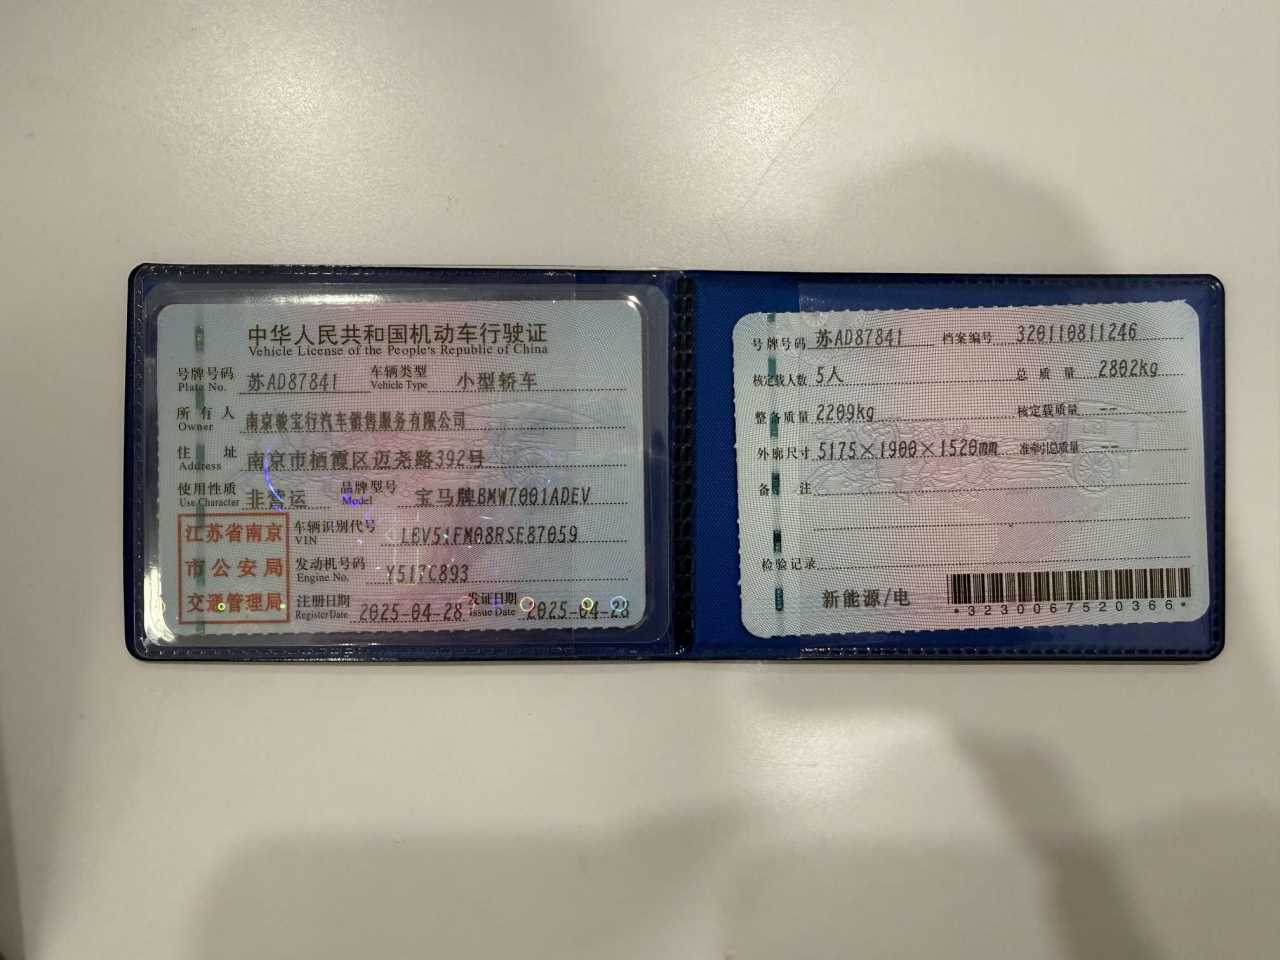 中华人民共和国机动车行驶证
Vehicle License of the People's Republic of China
号牌号码 苏AD87841 车辆类型 小型轿车
Plate No. Vehicle Type
所有人 南京骏宝行汽车销售服务有限公司
Owner
住址 南京市栖霞区迈尧路392号
Address
使用性质 非营运 品牌型号 宝马牌BMW7001ADEV
Use Character Model
江苏省南京
市公安局
交通管理局
车辆识别代号 LBV51FM08RSE87059
VIN
发动机号码 Y517C893
Engine No.
注册日期 2025-04-28 发证日期 2025-04-28
Register Date Issue Date
号牌号码 苏AD87841 档案编号 320110811246
核定载人数 5人 总质量 2802kg
整备质量 2209kg 核定载质量 --
外廓尺寸 5175×1900×1520mm 准牵引总质量 --
备注
检验记录
新能源/电
*3230067520366*